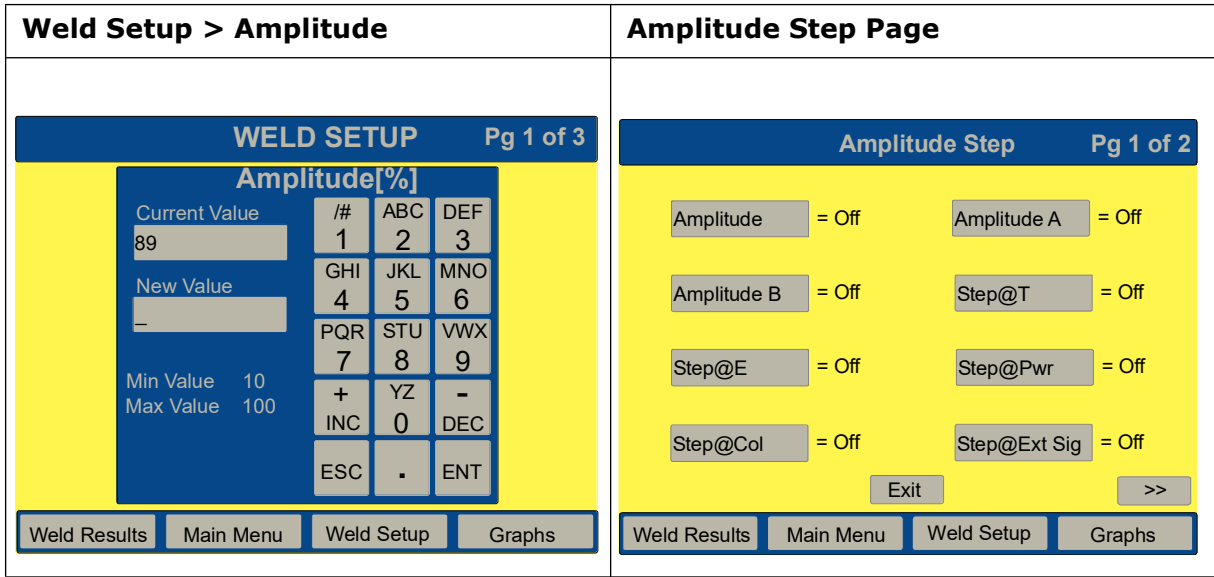 Weld Setup > Amplitude
WELD SETUP Pg 1 of 3
Amplitude[%]
Current Value
89
New Value
_
Min Value 10
Max Value 100
/# ABC DEF
1 2 3
GHI JKL MNO
4 5 6
PQR STU VWX
7 8 9
+ YZ -
INC 0 DEC
ESC . ENT
Weld Results Main Menu Weld Setup Graphs
Amplitude Step Page
Amplitude Step Pg 1 of 2
Amplitude = Off Amplitude A = Off
Amplitude B = Off Step@T = Off
Step@E = Off Step@Pwr = Off
Step@Col = Off Step@Ext Sig = Off
Exit >>
Weld Results Main Menu Weld Setup Graphs